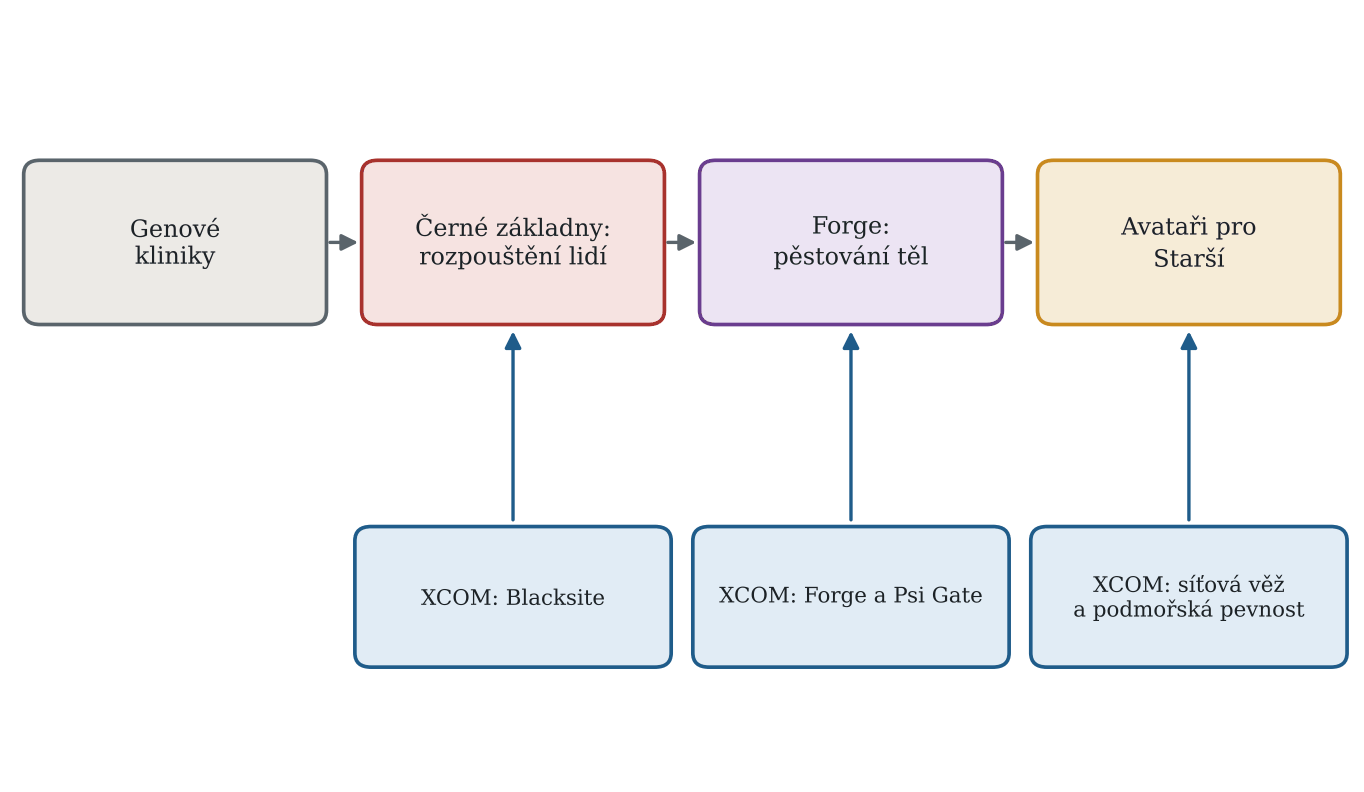 Genové
kliniky
Černé základny:
rozpouštění lidí
Forge:
pěstování těl
Avataři pro
Starší
XCOM: Blacksite
XCOM: Forge a Psi Gate
XCOM: síťová věž
a podmořská pevnost